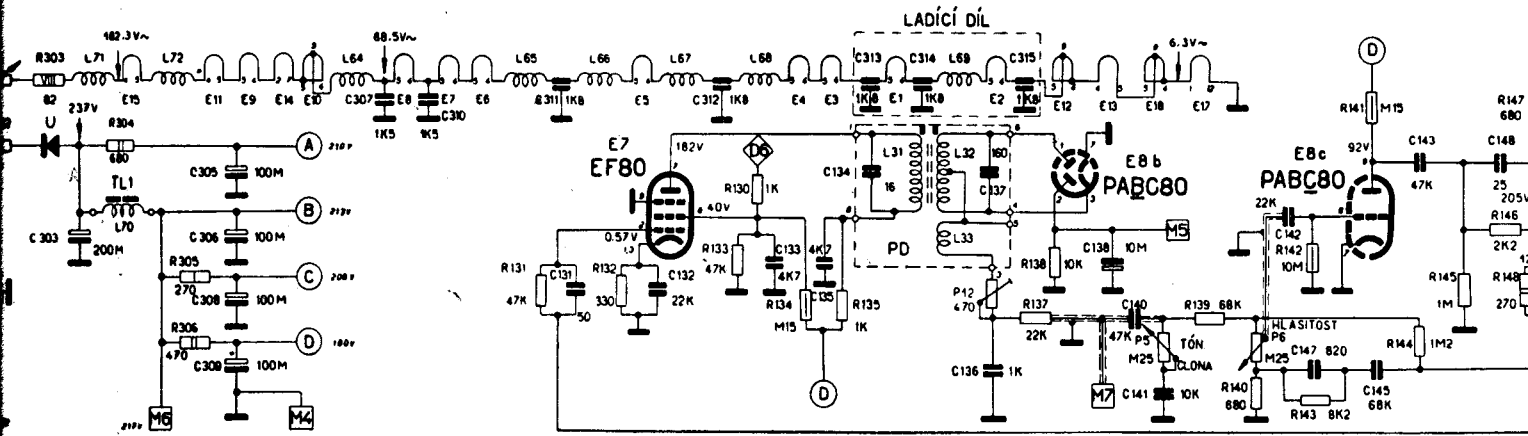 LADÍCÍ DÍL
R303
L71
162.3V~
L72
L64
68.5V~
L65
L66
L67
L68
C313
C314
L69
C315
6.3V~
D
82
E15
E11
E9
E14
E10
C307
E8
E7
E6
C310
1K5
1K5
1K8
E5
C312
1K8
E4
E3
1K8
E1
1K8
E2
1K8
E12
E13
E18
E17
237V
U
R304
680
A
210V
C305
100M
TL1
L70
B
213V
C303
200M
C306
100M
R305
270
C
208V
C308
100M
R306
470
D
180V
C309
100M
M6
M4
E7
EF80
182V
D6
R130
1K
40V
0.57V
R131
47K
C131
50
R132
330
C132
22K
R133
47K
C133
4K7
4K7
C135
R134
M15
R135
1K
D
C134
16
L31
L32
160
C137
L33
PD
E8b
PABC80
M5
R138
10K
C138
10M
P12
470
R137
22K
C136
1K
M7
C140
47K
P5
M25
TÓN.
CLONA
C141
10K
R139
68K
R141
M15
92V
E8c
PABC80
22K
C142
R142
10M
C143
47K
R147
680
C148
25
205V
R146
2K2
R145
1M
R148
270
HLASITOST
P6
M25
C147
820
R144
1M2
R140
680
R143
8K2
C145
68K